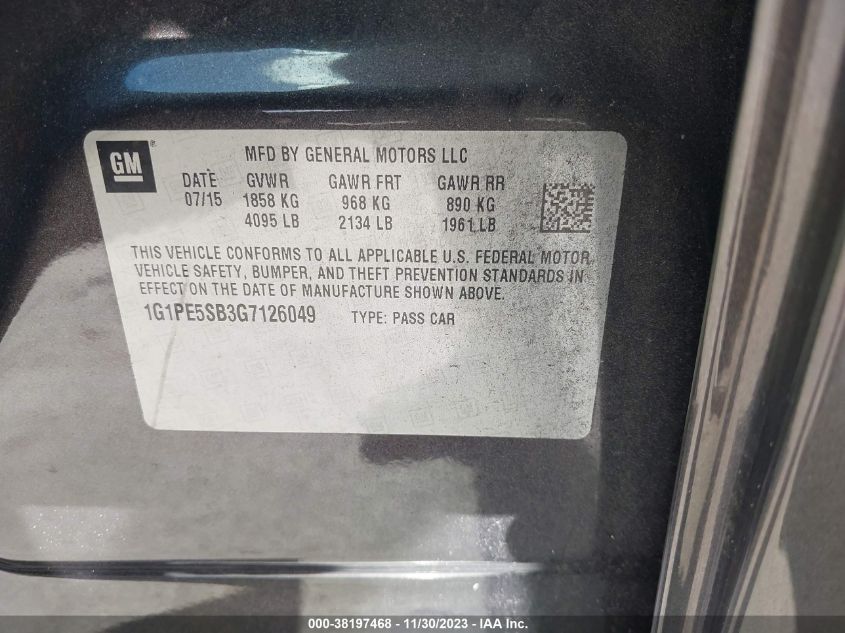 GM ®
MFD BY GENERAL MOTORS LLC
DATE GVWR GAWR FRT GAWR RR
07/15 1858 KG 968 KG 890 KG
4095 LB 2134 LB 1961 LB
THIS VEHICLE CONFORMS TO ALL APPLICABLE U.S. FEDERAL MOTOR
VEHICLE SAFETY, BUMPER, AND THEFT PREVENTION STANDARDS IN
EFFECT ON THE DATE OF MANUFACTURE SHOWN ABOVE.
1G1PE5SB3G7126049 TYPE: PASS CAR
000-38197468 - 11/30/2023 - IAA Inc.